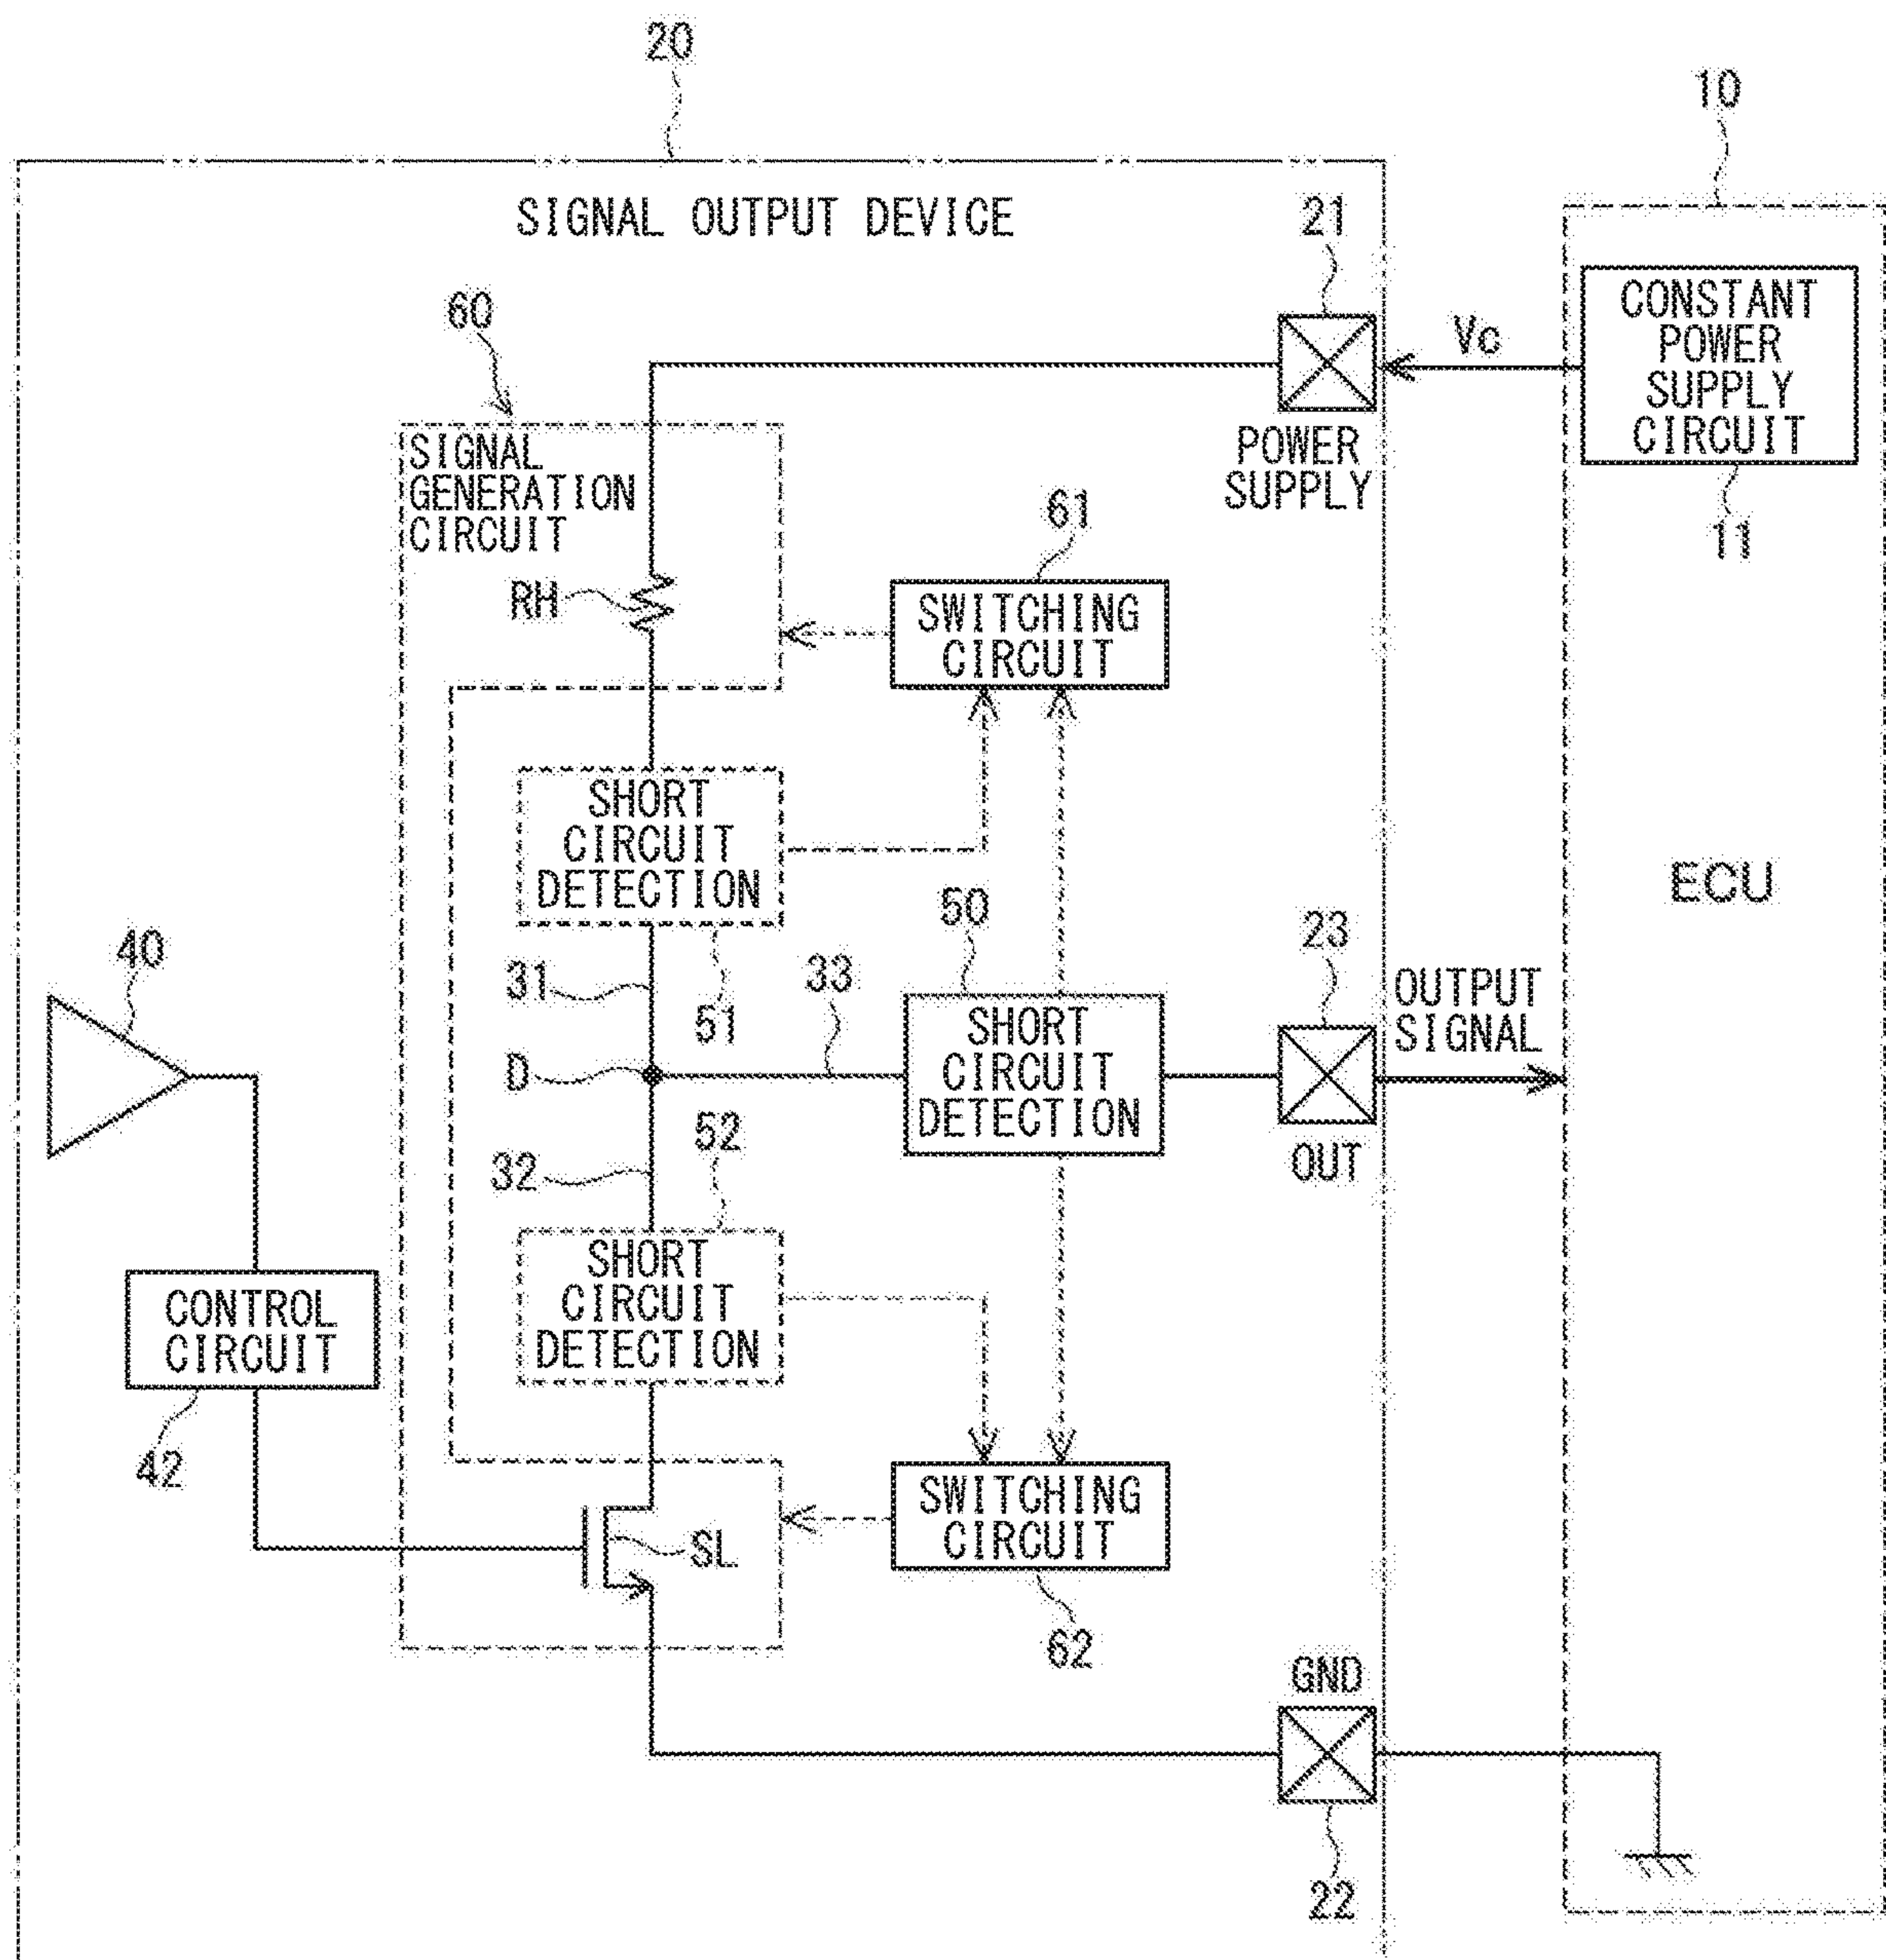 20
10
SIGNAL OUTPUT DEVICE
21
60
Vc
CONSTANT
POWER
SUPPLY
CIRCUIT
11
SIGNAL
GENERATION
CIRCUIT
POWER
SUPPLY
61
RH
SWITCHING
CIRCUIT
SHORT
CIRCUIT
DETECTION
51
ECU
50
23
40
31
33
OUTPUT
SIGNAL
D
SHORT
CIRCUIT
DETECTION
OUT
52
32
SHORT
CIRCUIT
DETECTION
CONTROL
CIRCUIT
42
SWITCHING
CIRCUIT
SL
62
GND
22